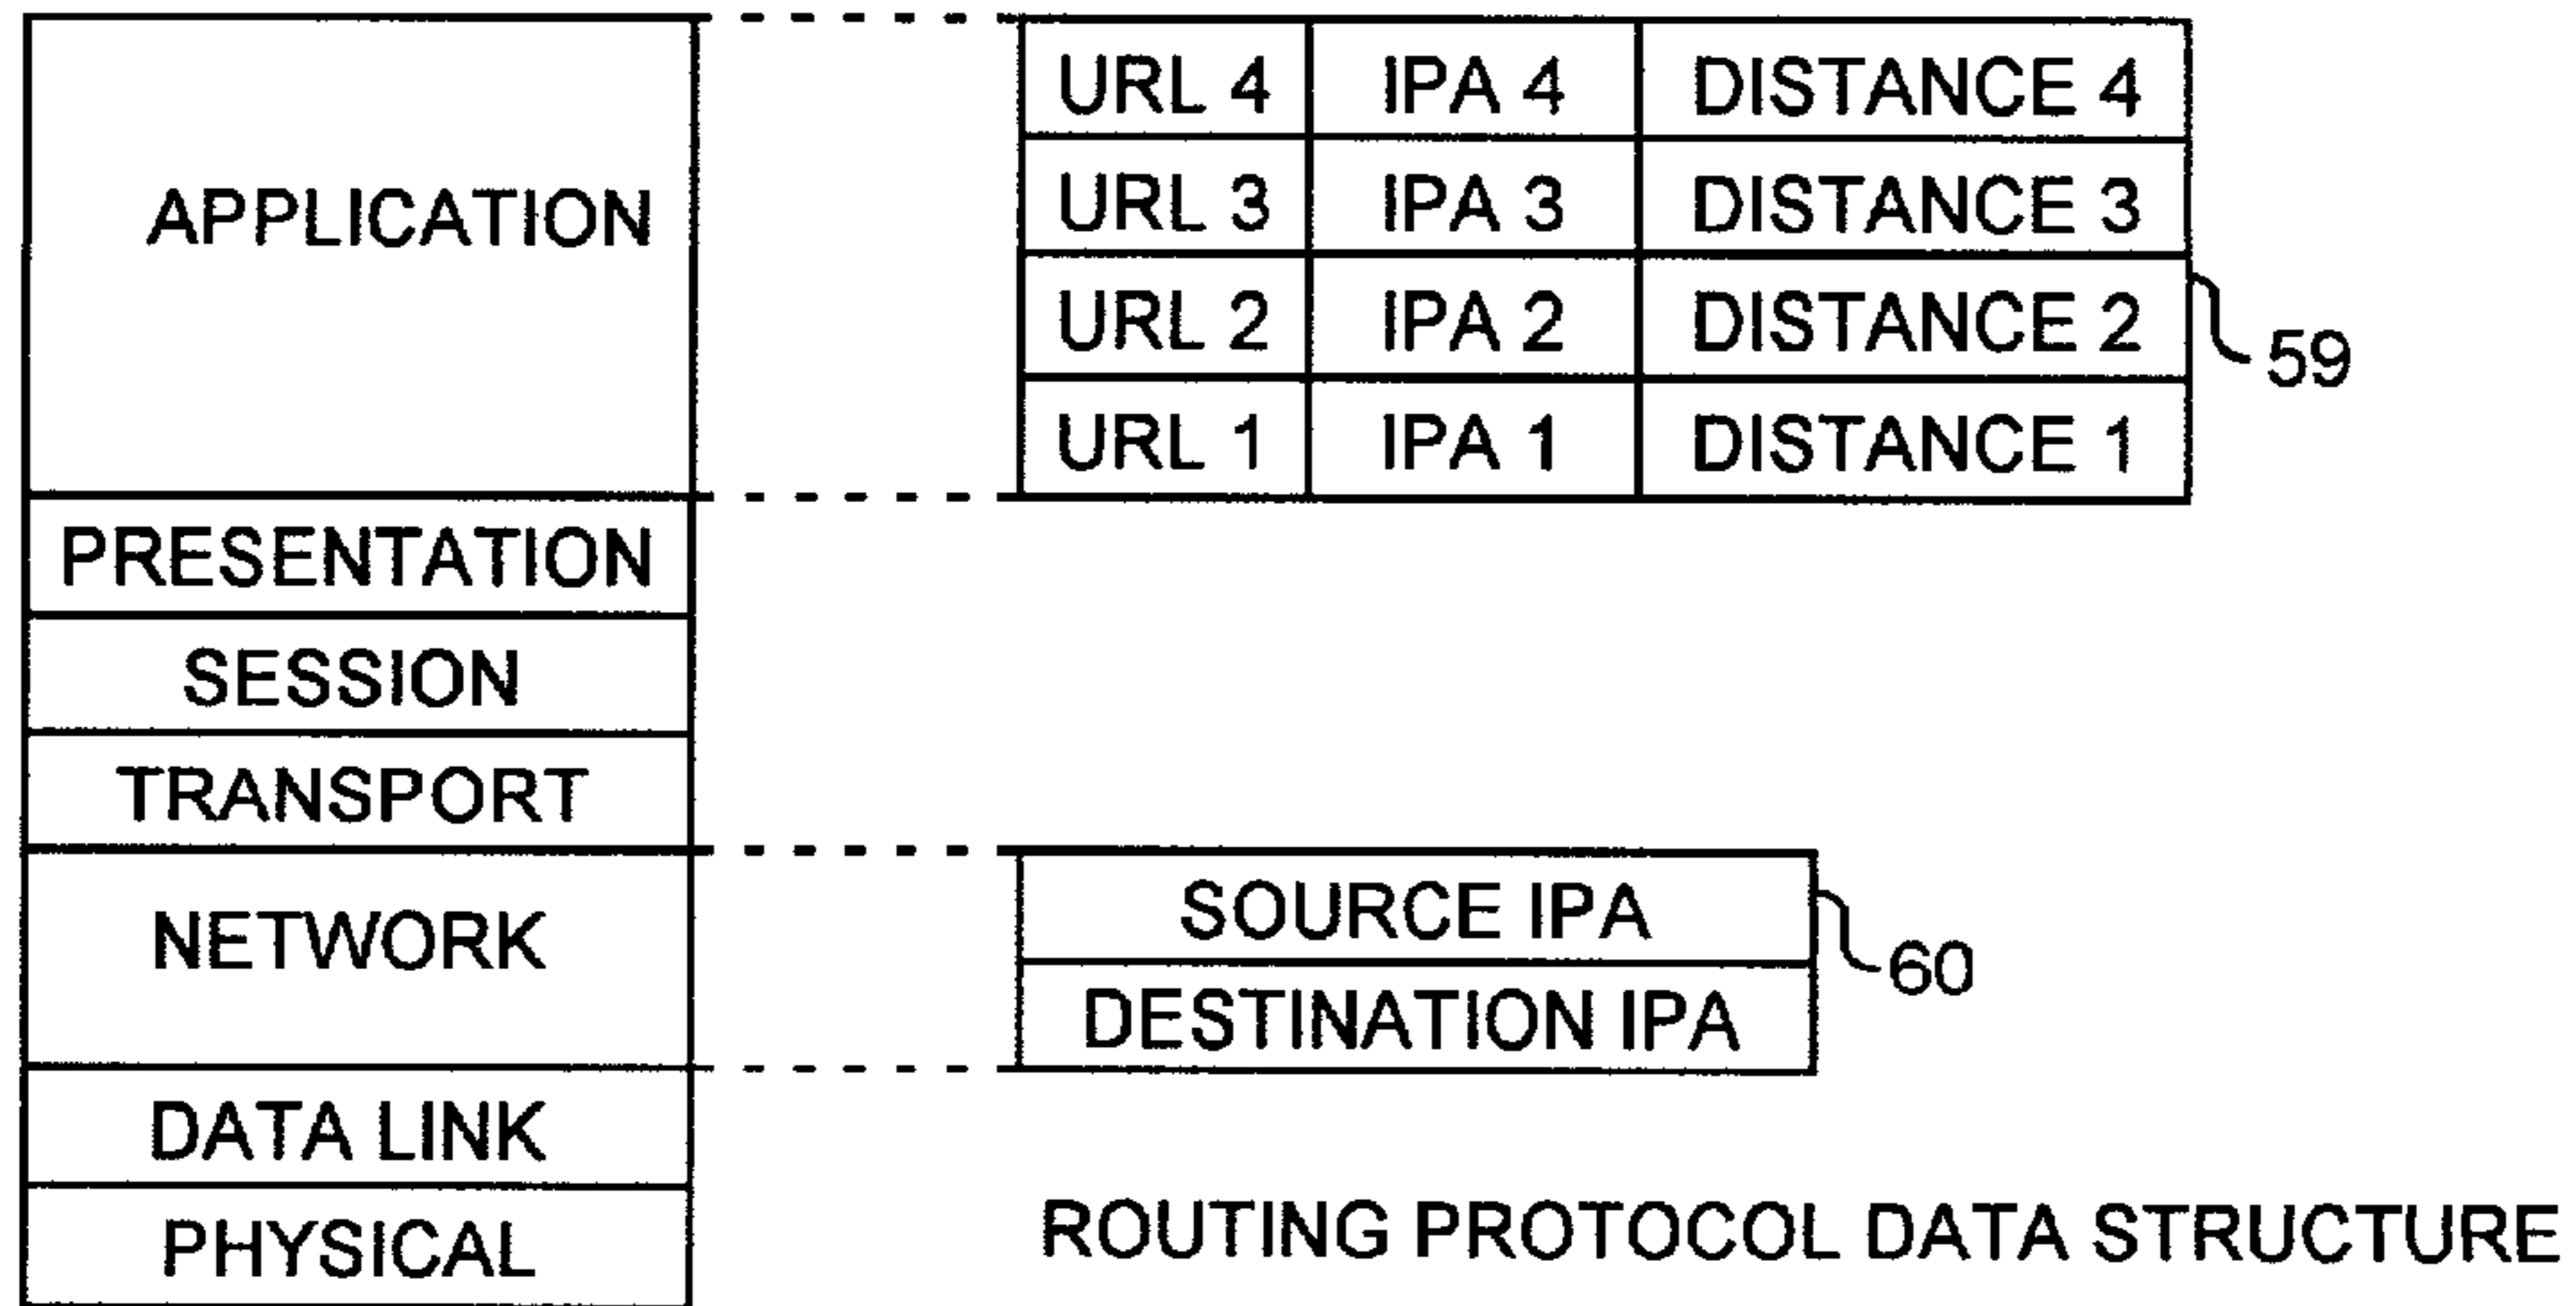 APPLICATION
PRESENTATION
SESSION
TRANSPORT
NETWORK
DATA LINK
PHYSICAL
URL 4 IPA 4 DISTANCE 4
URL 3 IPA 3 DISTANCE 3
URL 2 IPA 2 DISTANCE 2
URL 1 IPA 1 DISTANCE 1
59
SOURCE IPA
DESTINATION IPA
60
ROUTING PROTOCOL DATA STRUCTURE